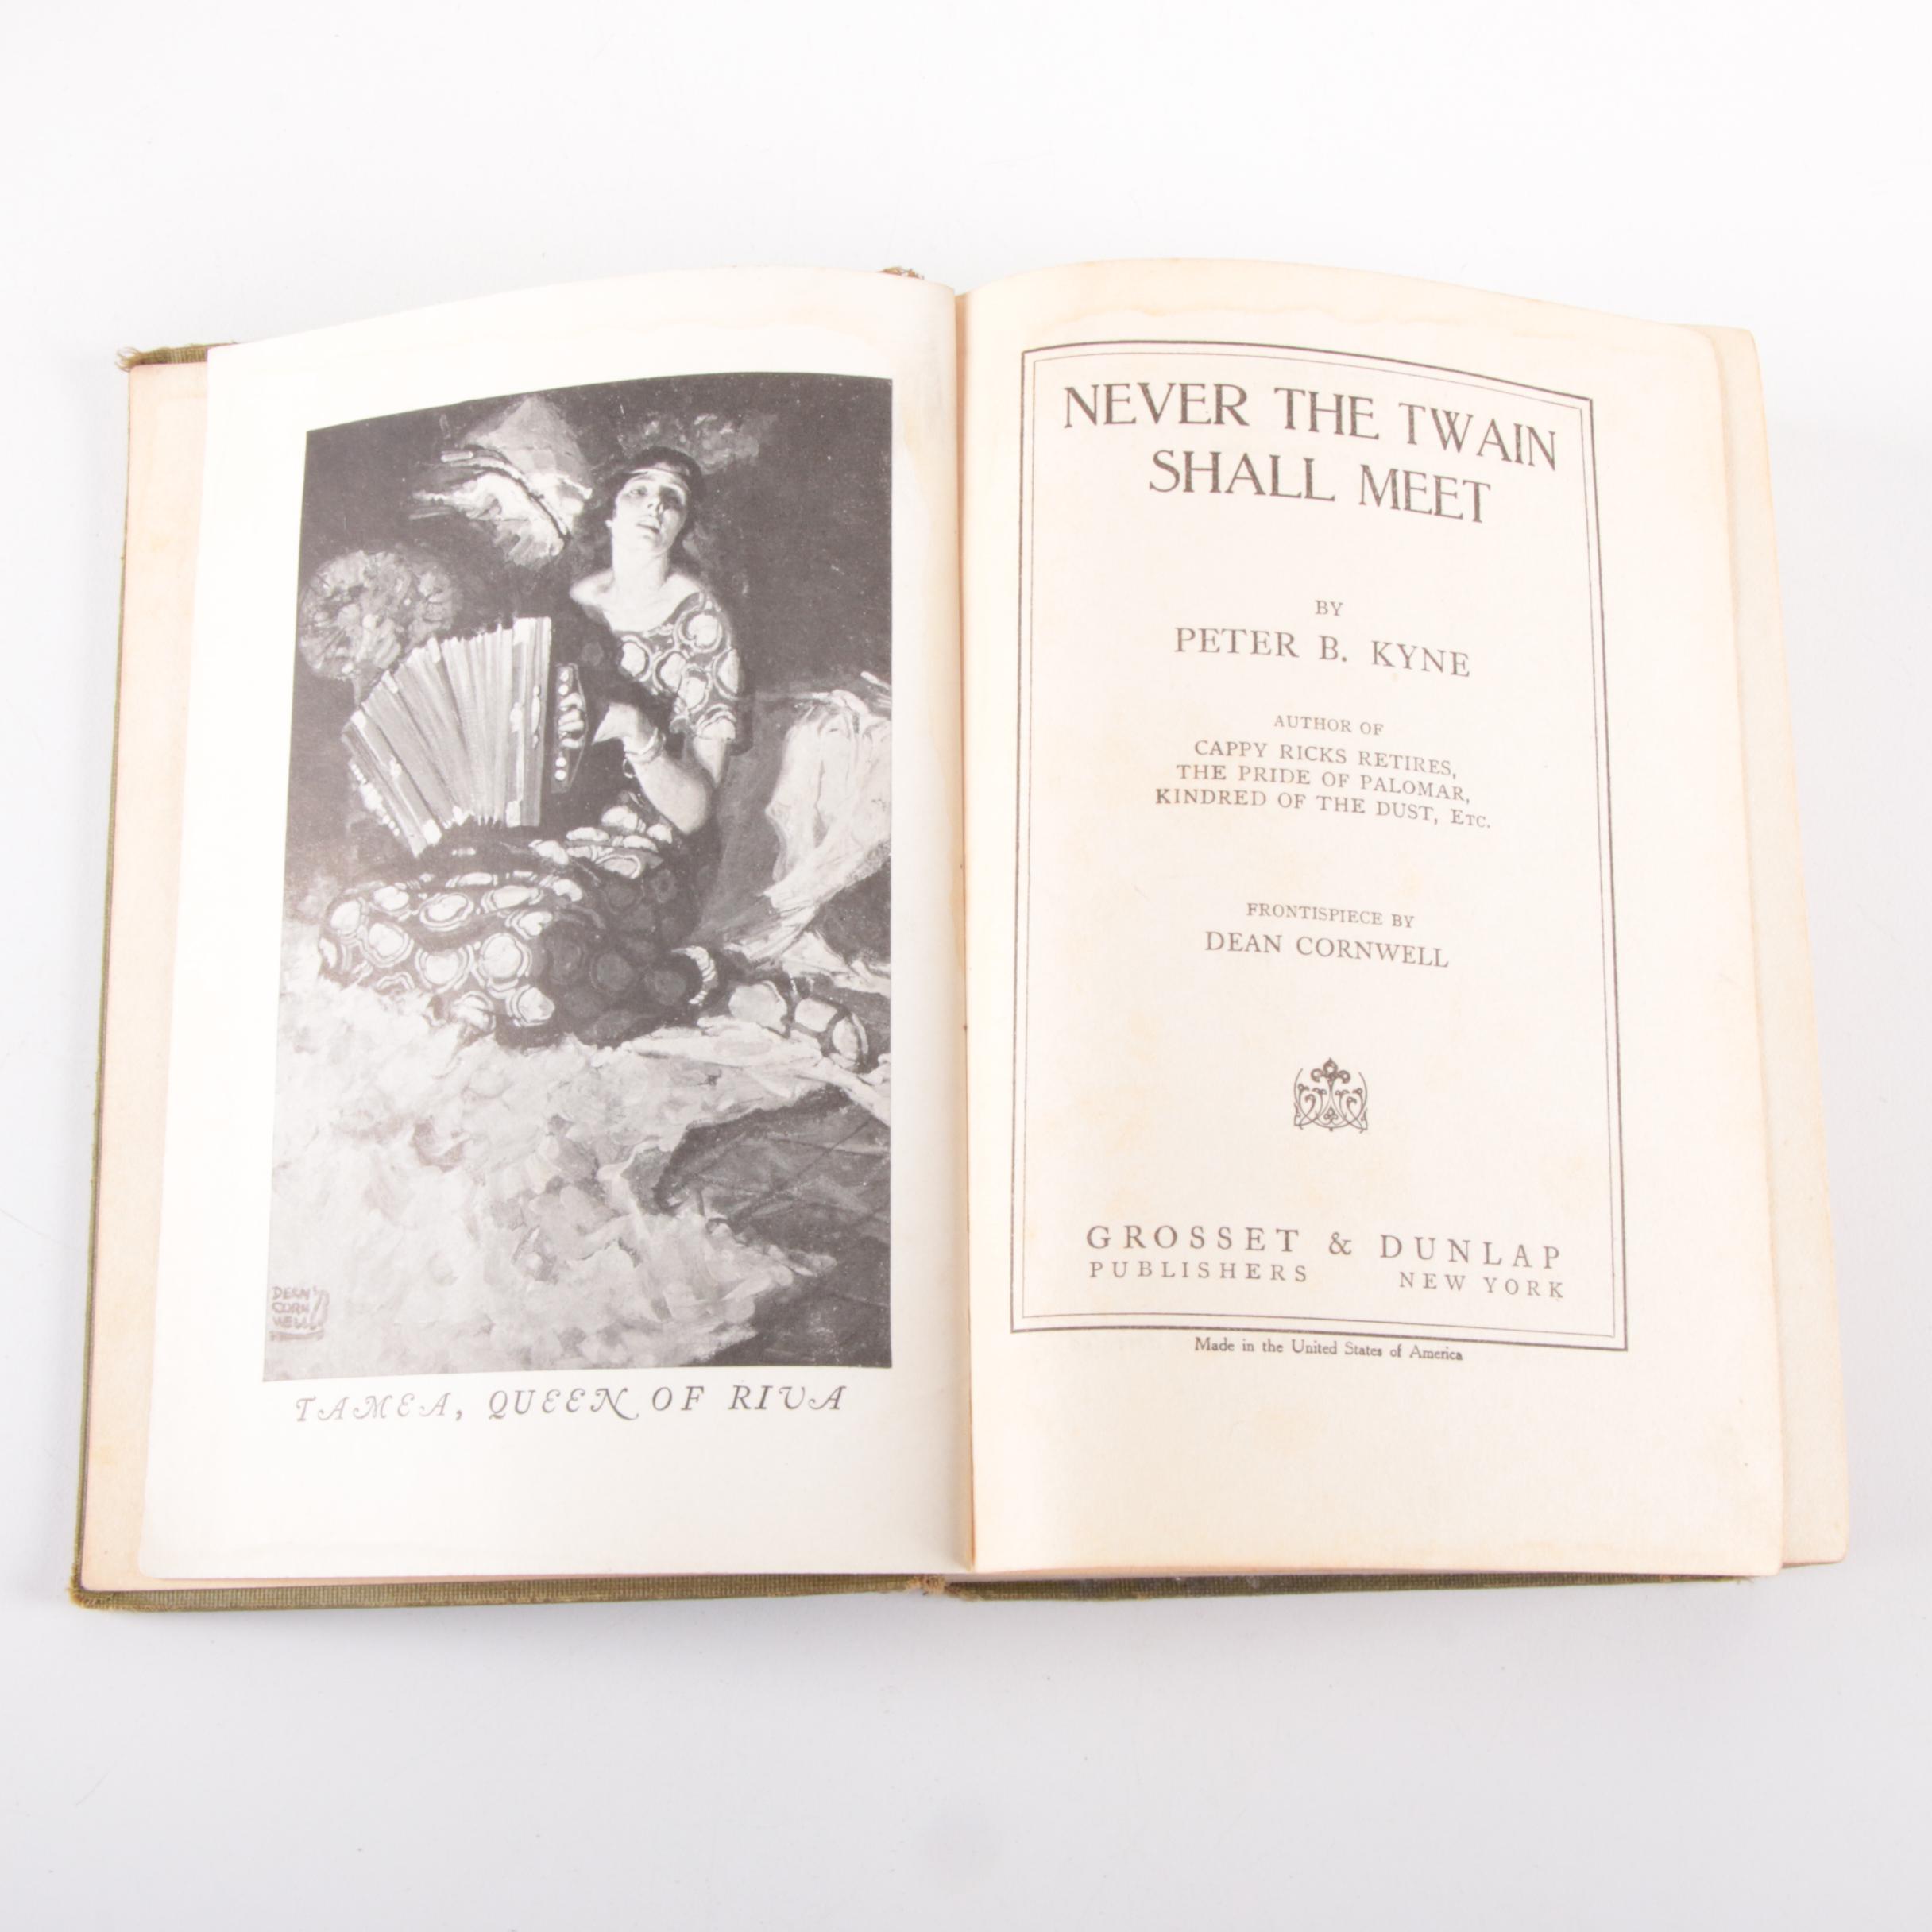 DEAN
CORN
WELL
TAMEA, QUEEN OF RIVA
NEVER THE TWAIN
SHALL MEET
BY
PETER B. KYNE
AUTHOR OF
CAPPY RICKS RETIRES,
THE PRIDE OF PALOMAR,
KINDRED OF THE DUST, ETC.
FRONTISPIECE BY
DEAN CORNWELL
GROSSET & DUNLAP
PUBLISHERS NEW YORK
Made in the United States of America